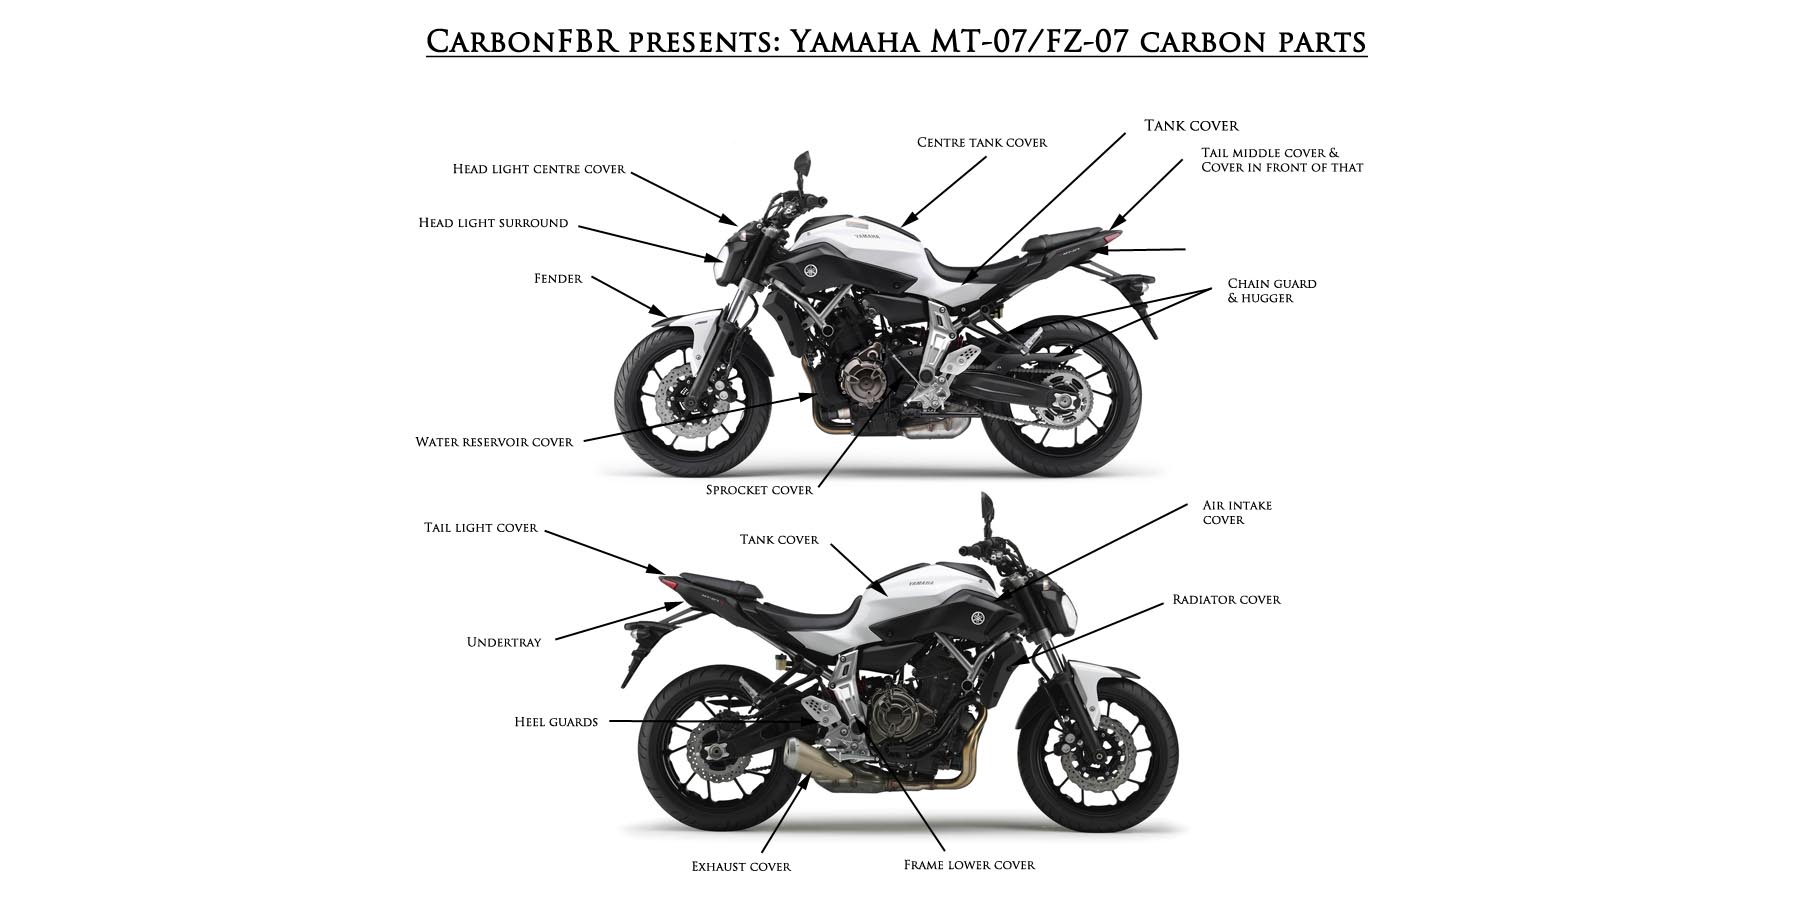 CarbonFBR presents: Yamaha MT-07/FZ-07 carbon parts
Tank cover
Centre tank cover
Tail middle cover &
Cover in front of that
Head light centre cover
Head light surround
Fender
Chain guard
& hugger
YAMAHA
Water reservoir cover
Sprocket cover
Air intake
cover
Tail light cover
Tank cover
YAMAHA
Radiator cover
Undertray
Heel guards
Exhaust cover
Frame lower cover